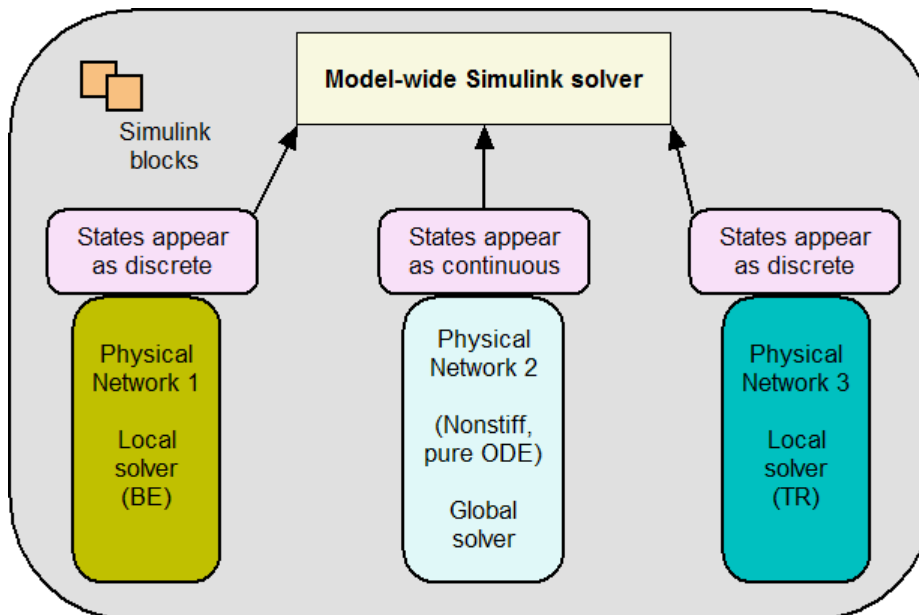 Model-wide Simulink solver
Simulink
blocks
States appear
as discrete
States appear
as continuous
States appear
as discrete
Physical
Network 1
Local
solver
(BE)
Physical
Network 2
(Nonstiff,
pure ODE)
Global
solver
Physical
Network 3
Local
solver
(TR)